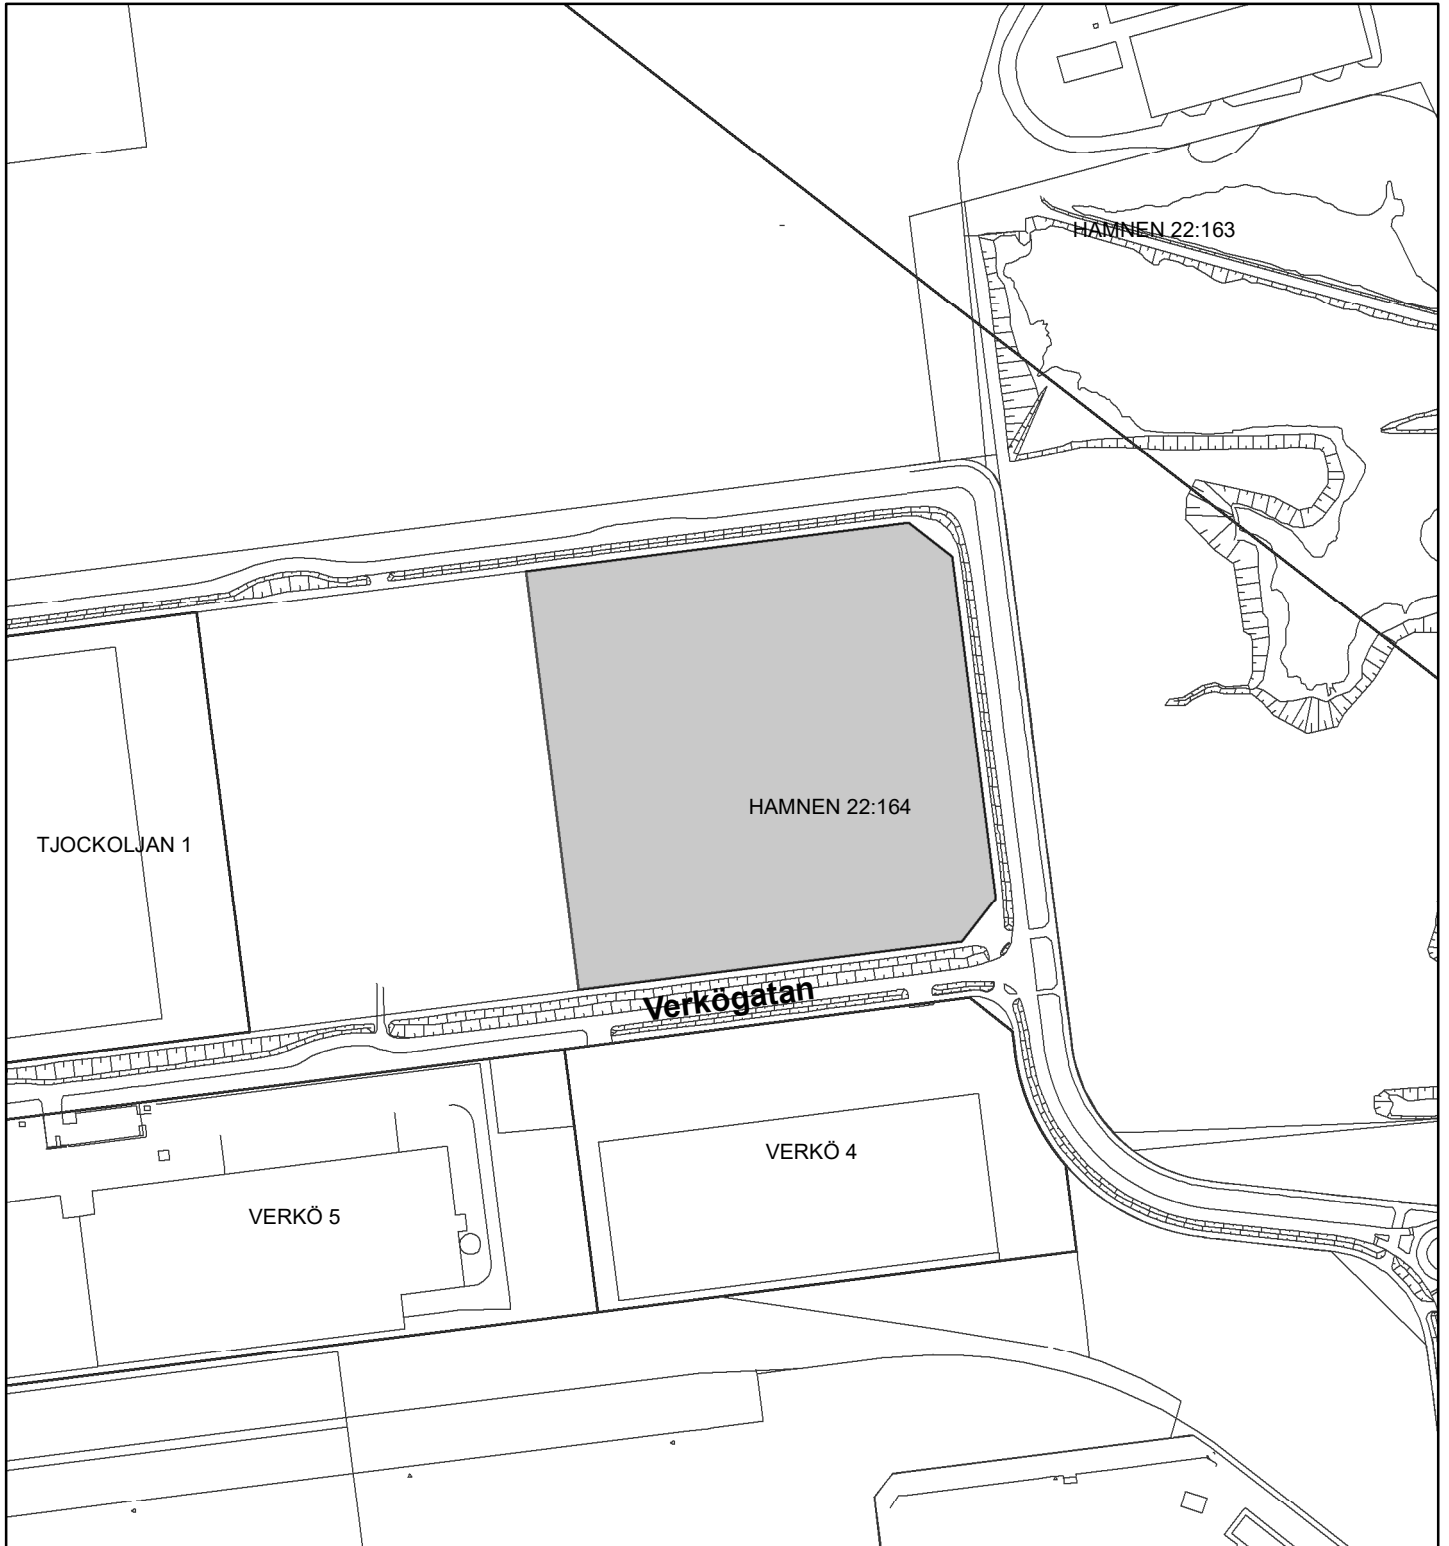 HAMNEN 22:163
HAMNEN 22:164
TJOCKOLJAN 1
Verkögatan
VERKÖ 4
VERKÖ 5